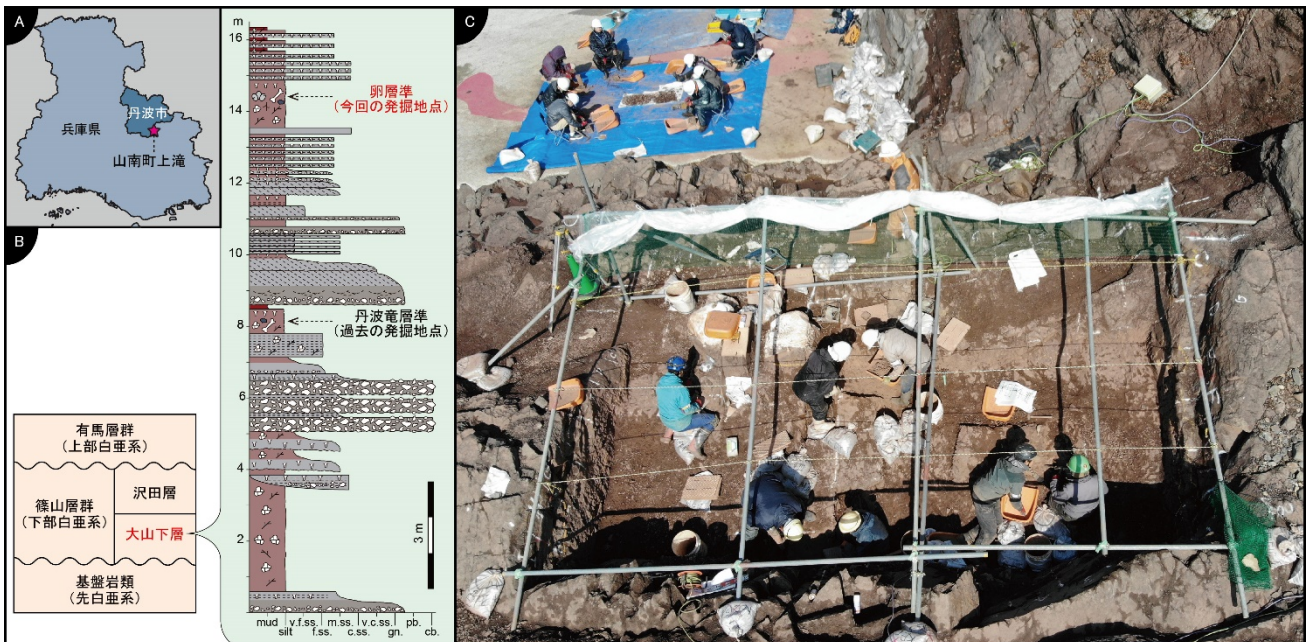 A
兵庫県
丹波市
山南町上滝
B
有馬層群
(上部白亜系)
篠山層群
(下部白亜系)
沢田層
大山下層
基盤岩類
(先白亜系)
m
16
14
12
10
8
6
4
2
卵層準
(今回の発掘地点)
丹波竜層準
(過去の発掘地点)
3 m
mud v.f.ss. m.ss. v.c.ss. pb.
silt f.ss. c.ss. gn. cb.
C